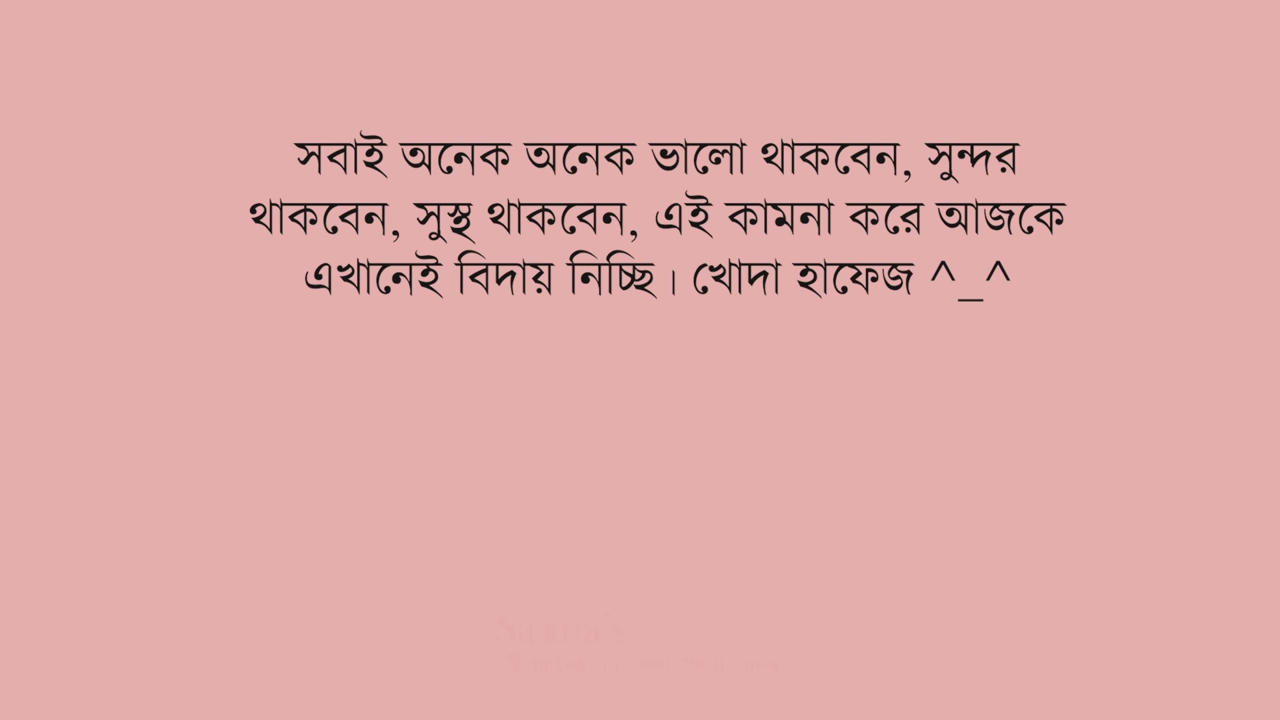 সবাই অনেক অনেক ভালো থাকবেন, সুন্দর
থাকবেন, সুস্থ থাকবেন, এই কামনা করে আজকে
এখানেই বিদায় নিচ্ছি। খোদা হাফেজ ^_^